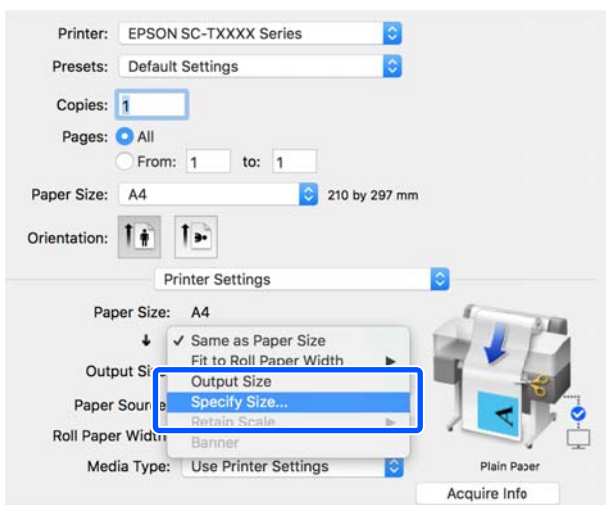 Printer: EPSON SC-TXXXX Series
Presets: Default Settings
Copies: 1
Pages: All
From: 1 to: 1
Paper Size: A4 210 by 297 mm
Orientation:
Printer Settings
Paper Size: A4
Same as Paper Size
Fit to Roll Paper Width
Output Size
Output Size
Paper Source Specify Size...
Retain Scale
Roll Paper Width Banner
Media Type: Use Printer Settings
Plain Paper
Acquire Info